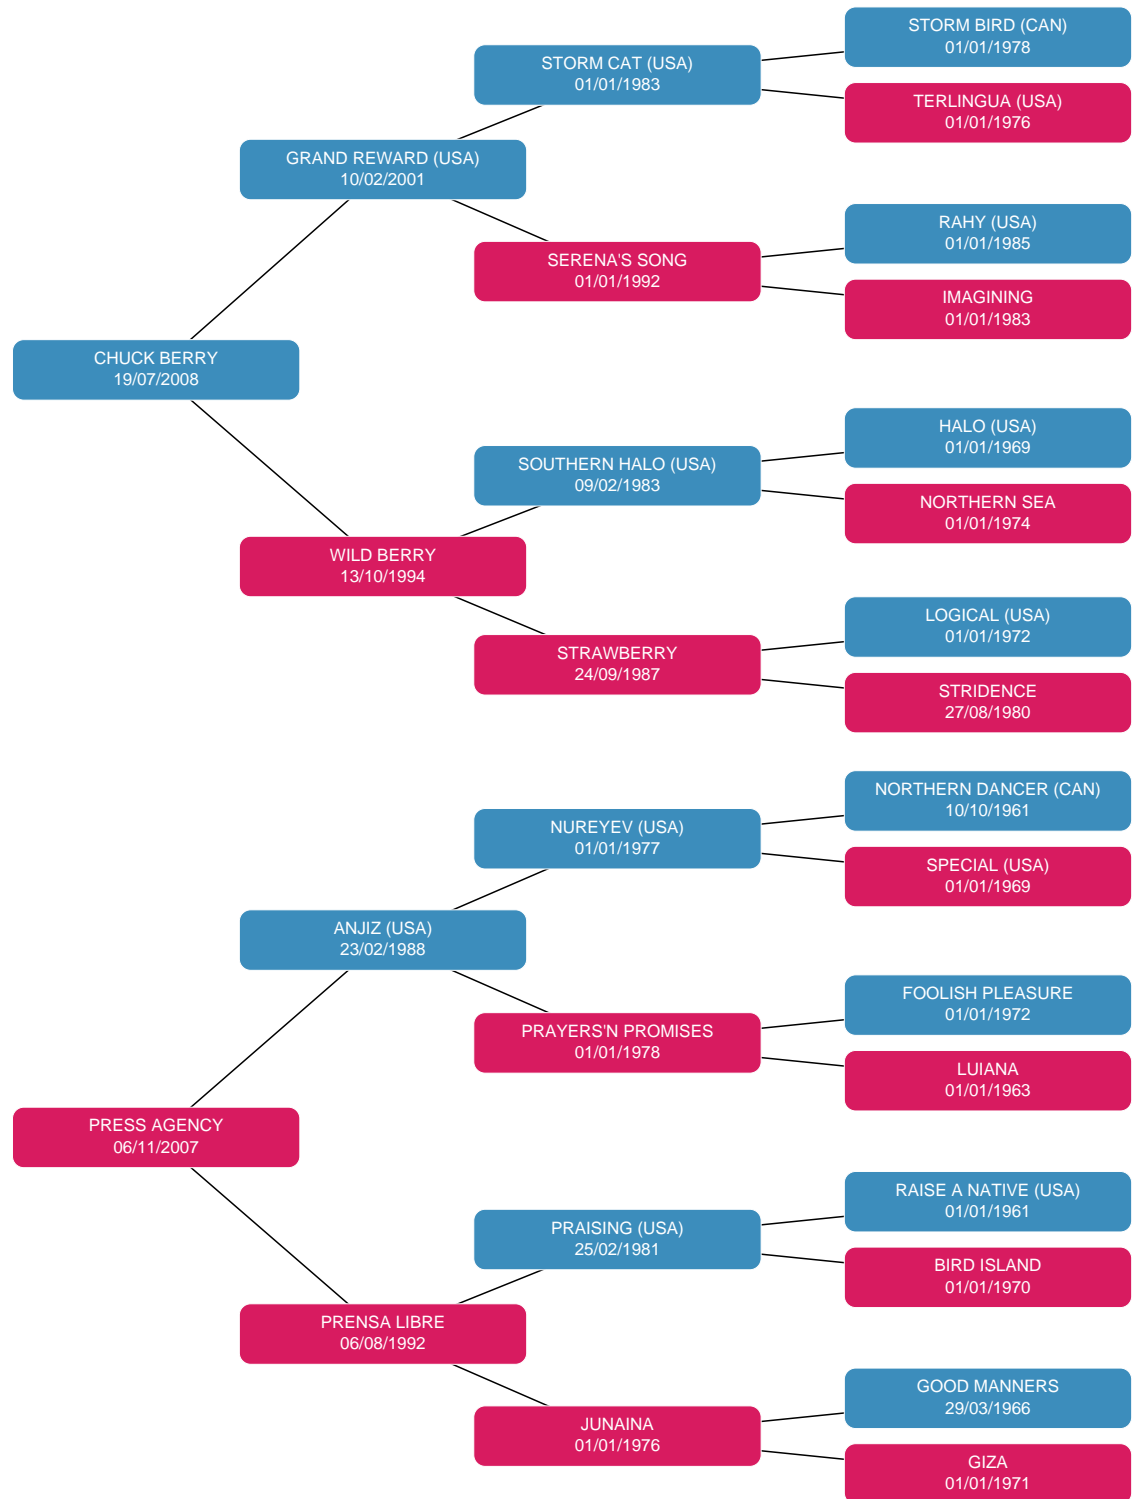 STORM BIRD (CAN)
01/01/1978
STORM CAT (USA)
01/01/1983
TERLINGUA (USA)
01/01/1976
GRAND REWARD (USA)
10/02/2001
RAHY (USA)
01/01/1985
SERENA'S SONG
01/01/1992
IMAGINING
01/01/1983
CHUCK BERRY
19/07/2008
HALO (USA)
01/01/1969
SOUTHERN HALO (USA)
09/02/1983
NORTHERN SEA
01/01/1974
WILD BERRY
13/10/1994
LOGICAL (USA)
01/01/1972
STRAWBERRY
24/09/1987
STRIDENCE
27/08/1980
NORTHERN DANCER (CAN)
10/10/1961
NUREYEV (USA)
01/01/1977
SPECIAL (USA)
01/01/1969
ANJIZ (USA)
23/02/1988
FOOLISH PLEASURE
01/01/1972
PRAYERS'N PROMISES
01/01/1978
LUIANA
01/01/1963
PRESS AGENCY
06/11/2007
RAISE A NATIVE (USA)
01/01/1961
PRAISING (USA)
25/02/1981
BIRD ISLAND
01/01/1970
PRENSA LIBRE
06/08/1992
GOOD MANNERS
29/03/1966
JUNAINA
01/01/1976
GIZA
01/01/1971